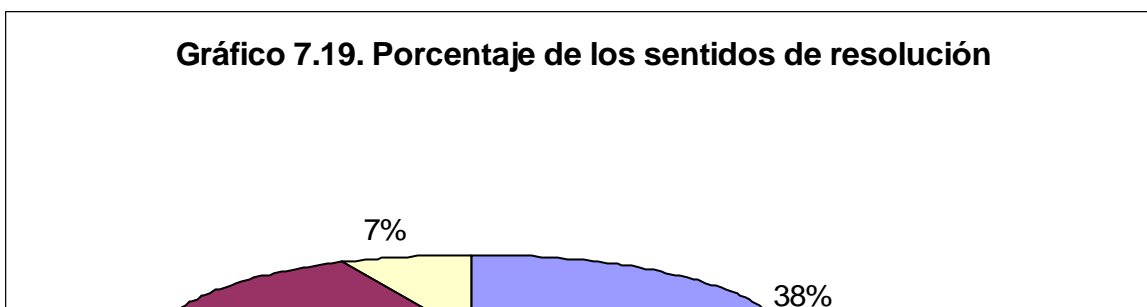 Gráfico 7.19. Porcentaje de los sentidos de resolución
7%
38%